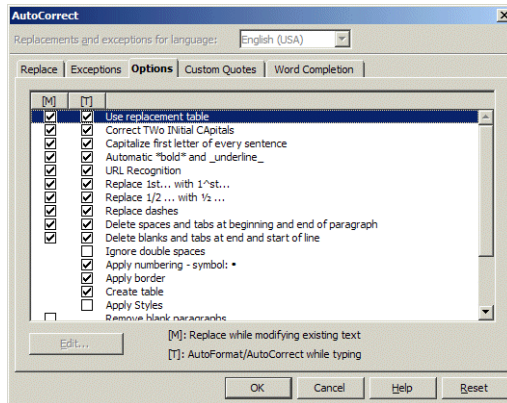 AutoCorrect
Replacements and exceptions for language: English (USA)
Replace Exceptions Options Custom Quotes Word Completion
[M] [T]
Use replacement table
Correct TWo INitial CApitals
Capitalize first letter of every sentence
Automatic *bold* and _underline_
URL Recognition
Replace 1st... with 1^st...
Replace 1/2 ... with ½ ...
Replace dashes
Delete spaces and tabs at beginning and end of paragraph
Delete blanks and tabs at end and start of line
Ignore double spaces
Apply numbering - symbol: •
Apply border
Create table
Apply Styles
Remove blank paragraphs
Edit...
[M]: Replace while modifying existing text
[T]: AutoFormat/AutoCorrect while typing
OK Cancel Help Reset